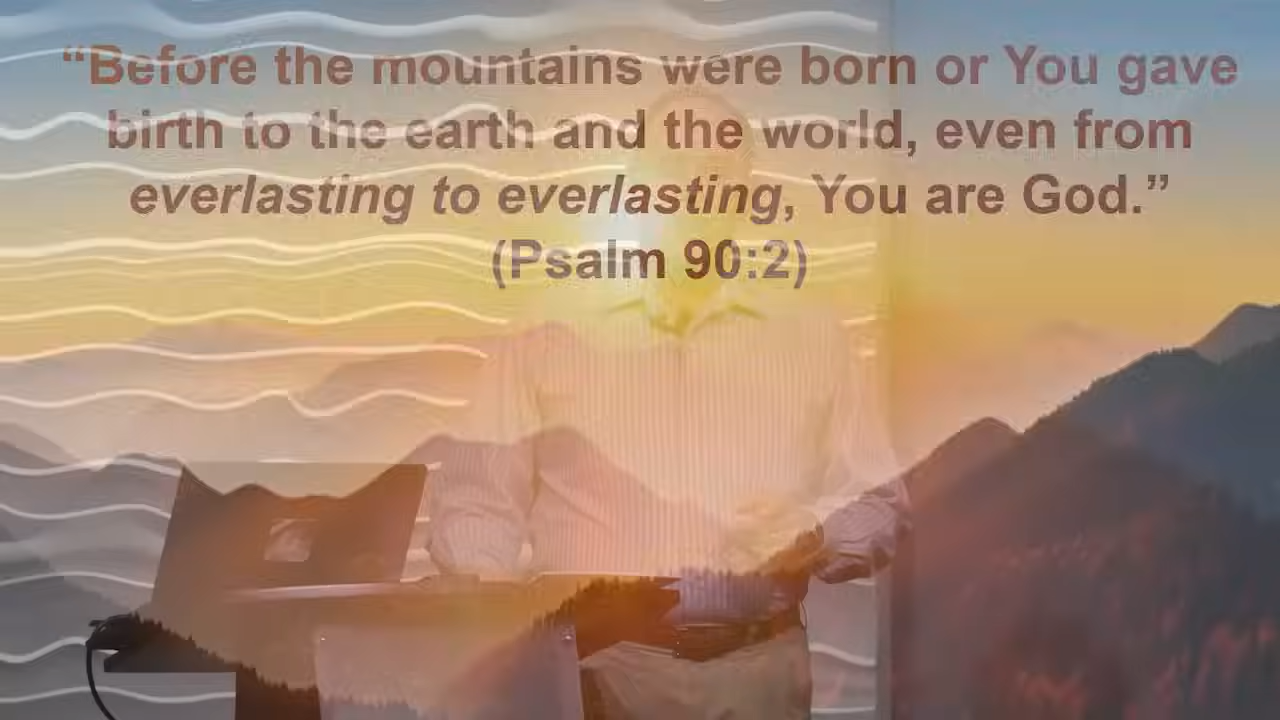 “Before the mountains were born or You gave
birth to the earth and the world, even from
everlasting to everlasting, You are God.”
(Psalm 90:2)